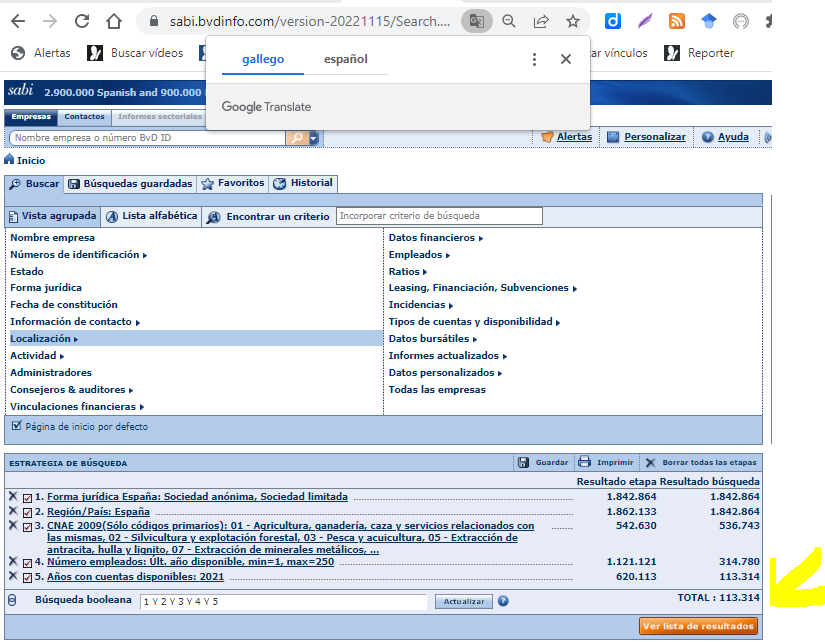 sabi.bvdinfo.com/version-20221115/Search....
Alertas Buscar vídeos ar vínculos Reporter
gallego español
Google Translate
sabi 2.900.000 Spanish and 900.000
Empresas Contactos Informes sectoriales
Nombre empresa o número BvD ID
Alertas Personalizar Ayuda
Inicio
Buscar Búsquedas guardadas Favoritos Historial
Vista agrupada Lista alfabética Encontrar un criterio Incorporar criterio de búsqueda
Nombre empresa
Números de identificación
Estado
Forma jurídica
Fecha de constitución
Información de contacto
Localización
Actividad
Administradores
Consejeros & auditores
Vinculaciones financieras
Datos financieros
Empleados
Ratios
Leasing, Financiación, Subvenciones
Incidencias
Tipos de cuentas y disponibilidad
Datos bursátiles
Informes actualizados
Datos personalizados
Todas las empresas
Página de inicio por defecto
ESTRATEGIA DE BÚSQUEDA Guardar Imprimir Borrar todas las etapas
Resultado etapa Resultado búsqueda
1. Forma jurídica España: Sociedad anónima, Sociedad limitada 1.842.864 1.842.864
2. Región/País: España 1.862.133 1.842.864
3. CNAE 2009(Sólo códigos primarios): 01 - Agricultura, ganadería, caza y servicios relacionados con 542.630 536.743
las mismas, 02 - Silvicultura y explotación forestal, 03 - Pesca y acuicultura, 05 - Extracción de
antracita, hulla y lignito, 07 - Extracción de minerales metálicos, ...
4. Número empleados: Últ. año disponible, min=1, max=250 1.121.121 314.780
5. Años con cuentas disponibles: 2021 620.113 113.314
Búsqueda booleana 1 Y 2 Y 3 Y 4 Y 5 Actualizar TOTAL : 113.314
Ver lista de resultados